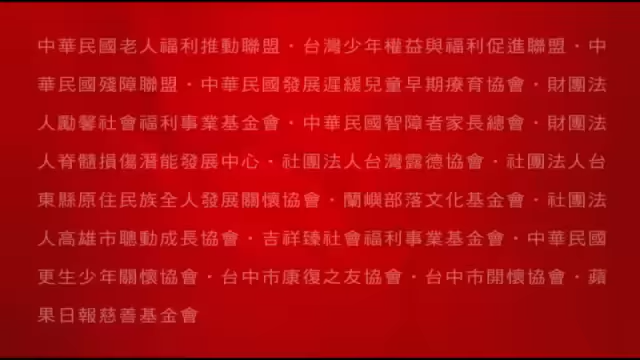 中華民國老人福利推動聯盟・台灣少年權益與福利促進聯盟・中
華民國殘障聯盟・中華民國發展遲緩兒童早期療育協會・財團法
人勵馨社會福利事業基金會・中華民國智障者家長總會・財團法
人脊髓損傷潛能發展中心・社團法人台灣露德協會・社團法人台
東縣原住民族全人發展關懷協會・蘭嶼部落文化基金會・社團法
人高雄市聰動成長協會・吉祥臻社會福利事業基金會・中華民國
更生少年關懷協會・台中市康復之友協會・台中市開懷協會・蘋
果日報慈善基金會